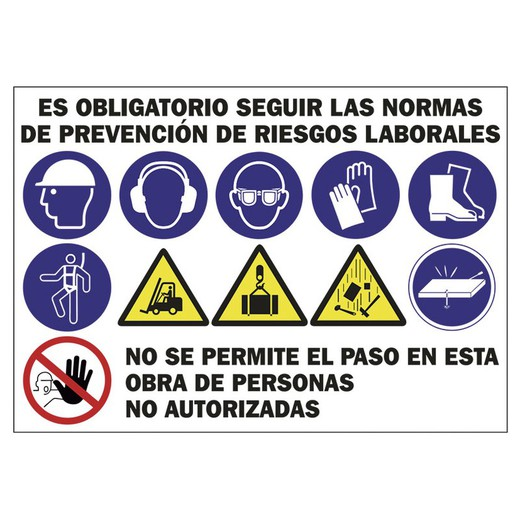 ES OBLIGATORIO SEGUIR LAS NORMAS
DE PREVENCIÓN DE RIESGOS LABORALES
NO SE PERMITE EL PASO EN ESTA
OBRA DE PERSONAS
NO AUTORIZADAS